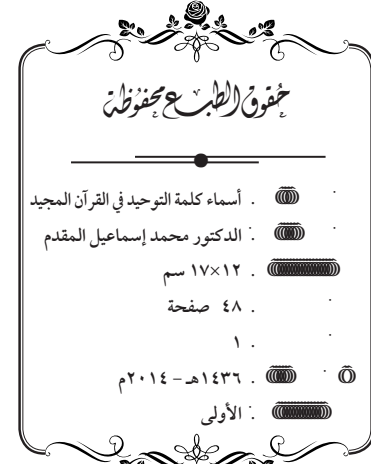 حُقوق الطبع محفوظة
أسماء كلمة التوحيد في القرآن المجيد
الدكتور محمد إسماعيل المقدم
١٢×١٧ سم
٤٨ صفحة
١
١٤٣٦هـ – ٢٠١٤م
الأولى